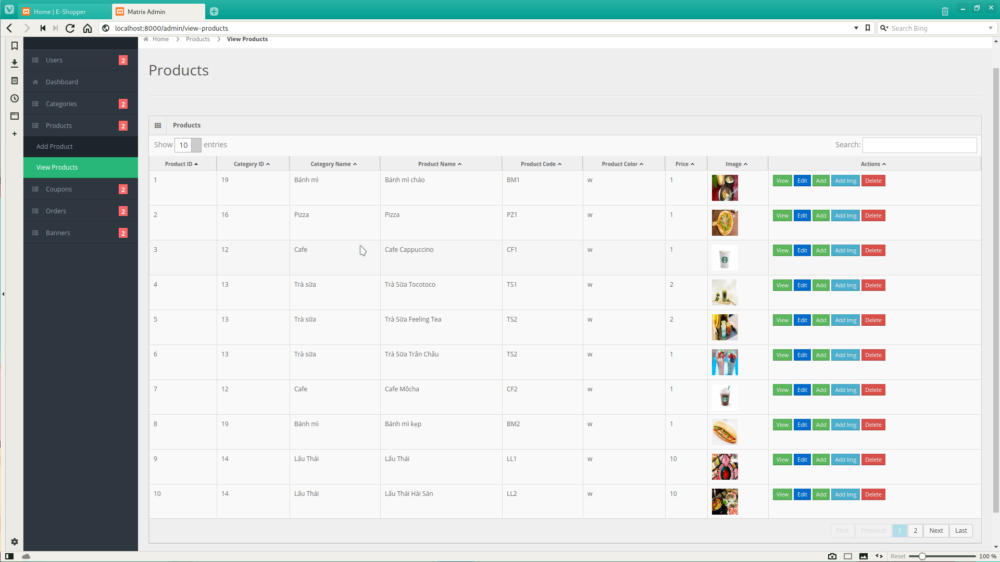 Home | E-Shopper
Matrix Admin
localhost:8000/admin/view-products
Search Bing
Home Products View Products
Users 2
Dashboard
Categories 2
Products 2
Add Product
View Products
Coupons 2
Orders 2
Banners 2
Products
Products
Show 10 entries
Search:
Product ID Category ID Category Name Product Name Product Code Product Color Price Image Actions
1 19 Bánh mì Bánh mì chảo BM1 w 1 View Edit Add Add Img Delete
2 16 Pizza Pizza PZ1 w 1 View Edit Add Add Img Delete
3 12 Cafe Cafe Cappuccino CF1 w 1 View Edit Add Add Img Delete
4 13 Trà sữa Trà Sữa Tocotoco TS1 w 2 View Edit Add Add Img Delete
5 13 Trà sữa Trà Sữa Feeling Tea TS2 w 2 View Edit Add Add Img Delete
6 13 Trà sữa Trà Sữa Trân Châu TS2 w 1 View Edit Add Add Img Delete
7 12 Cafe Cafe Môcha CF2 w 1 View Edit Add Add Img Delete
8 19 Bánh mì Bánh mì kẹp BM2 w 1 View Edit Add Add Img Delete
9 14 Lẩu Thái Lẩu Thái LL1 w 10 View Edit Add Add Img Delete
10 14 Lẩu Thái Lẩu Thái Hải Sản LL2 w 10 View Edit Add Add Img Delete
First Previous 1 2 Next Last
Reset 100 %